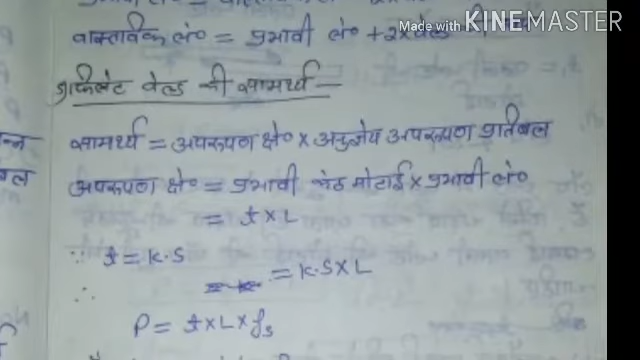 Made with KINEMASTER
वास्तविक लं० = प्रभावी लं० + 2x वेल्ड की
फिलेट वेल्ड की सामर्थ्य —
सामर्थ्य = अपरूपण क्षे० x अनुज्ञेय अपरूपण प्रतिबल
अपरूपण क्षे० = प्रभावी कंठ मोटाई x प्रभावी लं०
= t x L
∵ t = K.S
∴ = K.S x L
P = t x L x fs